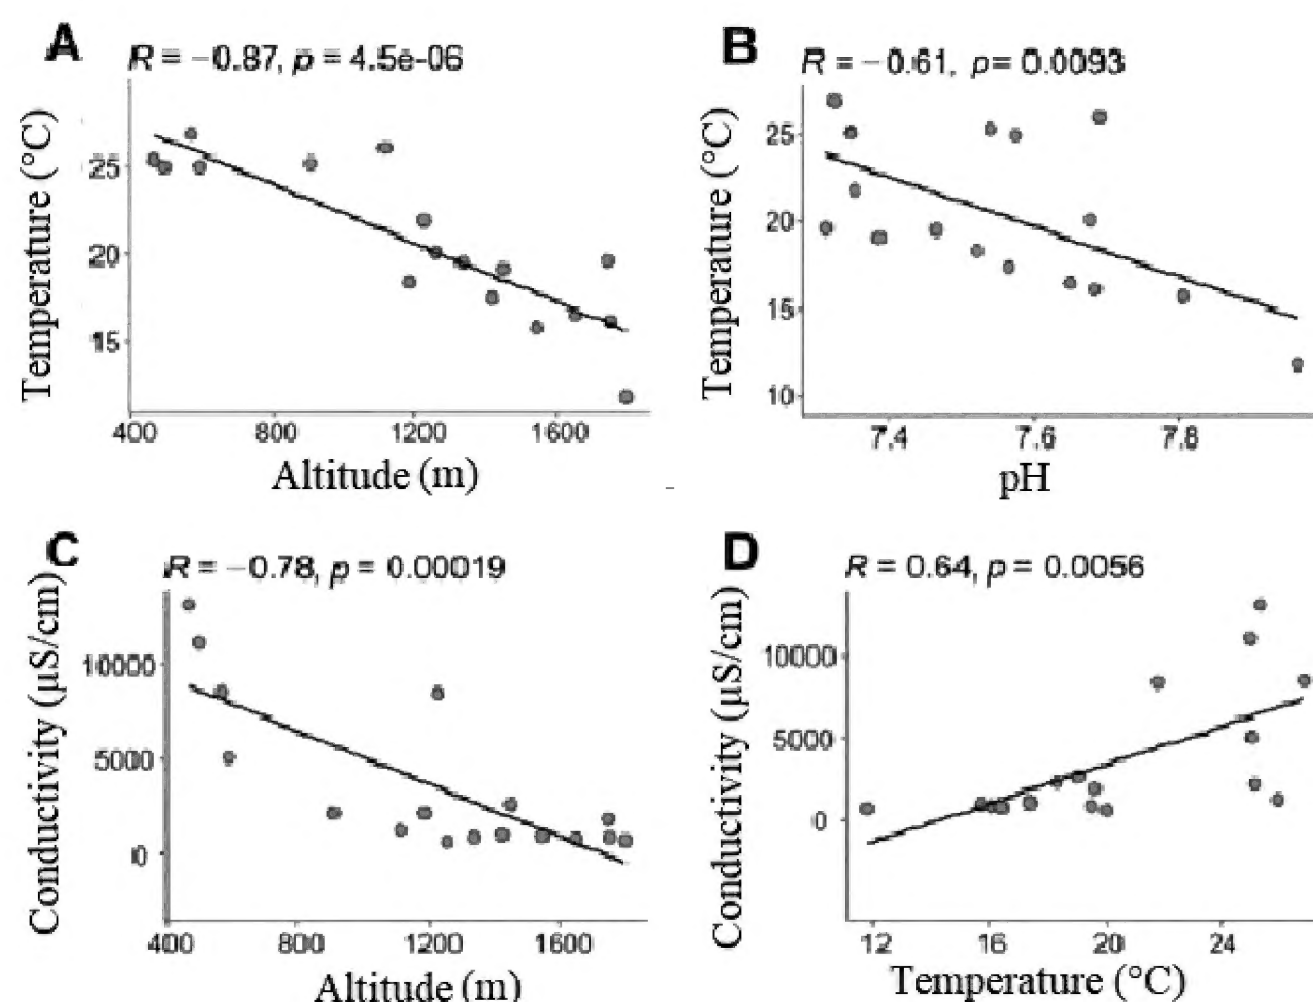 A
R = −0.87, p = 4.5e-06
Temperature (°C)
25
20
15
400 800 1200 1600
Altitude (m)
B
R = −0.61, p = 0.0093
Temperature (°C)
25
20
15
10
7.4 7.6 7.8
pH
C
R = −0.78, p = 0.00019
Conductivity (µS/cm)
10000
5000
0
400 800 1200 1600
Altitude (m)
D
R = 0.64, p = 0.0056
Conductivity (µS/cm)
10000
5000
0
12 16 20 24
Temperature (°C)